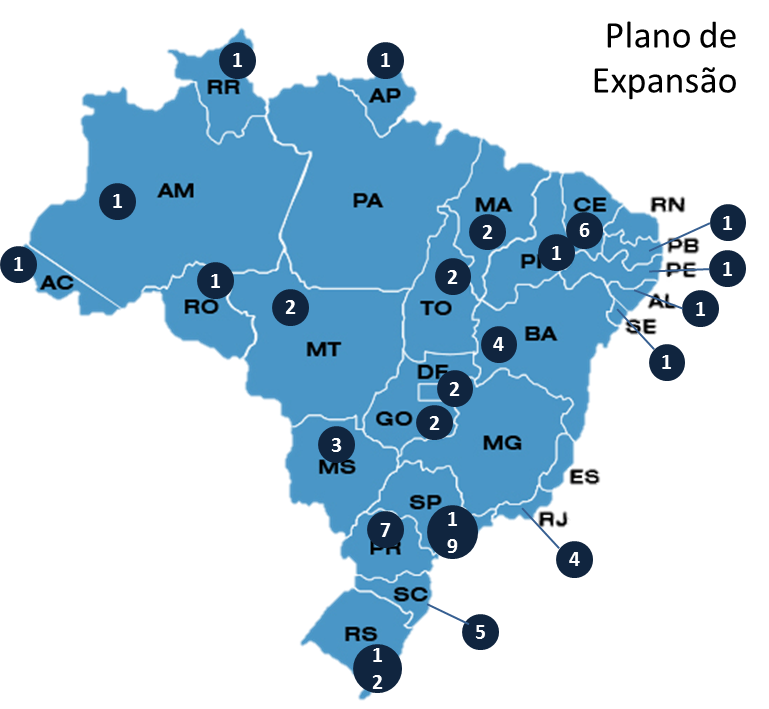 Plano de
Expansão
1
RR
1
AP
AM
1
PA
MA
2
CE
6
RN
1
PB
PI
1
PE
1
1
AC
RO
1
2
MT
2
TO
AL
1
SE
1
BA
4
DF
2
GO
2
MG
3
MS
ES
SP
1
9
RJ
4
7
PR
SC
5
RS
1
2